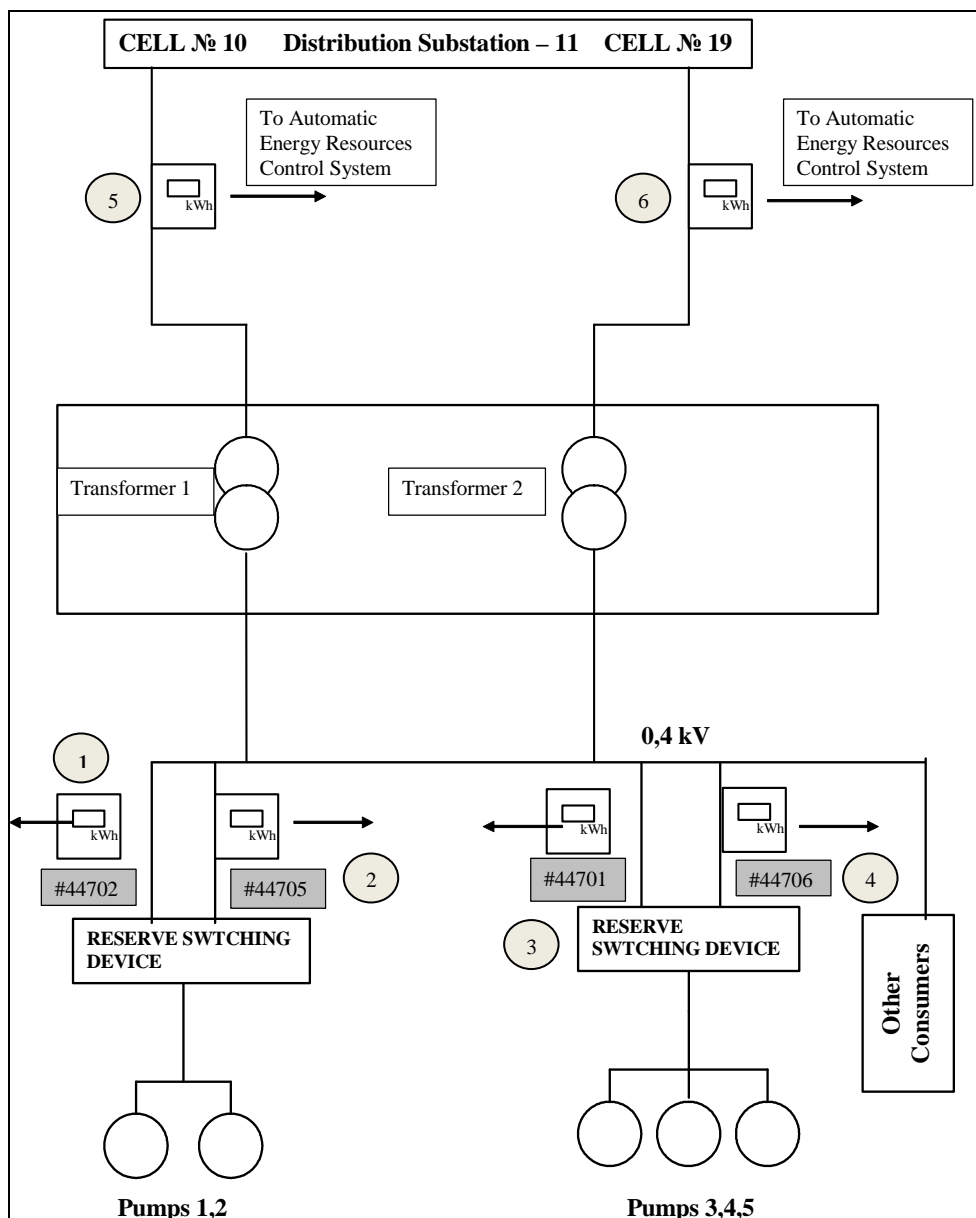 CELL № 10 Distribution Substation – 11 CELL № 19
To Automatic
Energy Resources
Control System
To Automatic
Energy Resources
Control System
5
kWh
6
kWh
Transformer 1
Transformer 2
0,4 kV
1
kWh
kWh
kWh
kWh
#44702
#44705
2
#44701
#44706
4
RESERVE SWTCHING
DEVICE
3
RESERVE
SWTCHING DEVICE
Other
Consumers
Pumps 1,2
Pumps 3,4,5